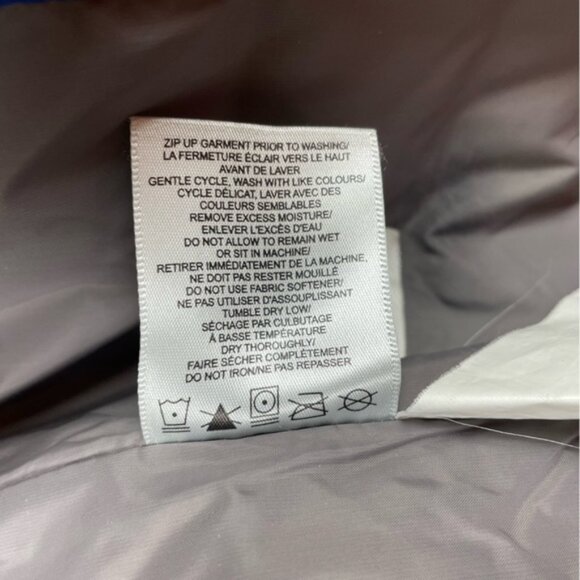 ZIP UP GARMENT PRIOR TO WASHING/
LA FERMETURE ÉCLAIR VERS LE HAUT
AVANT DE LAVER
GENTLE CYCLE, WASH WITH LIKE COLOURS/
CYCLE DÉLICAT, LAVER AVEC DES
COULEURS SEMBLABLES
REMOVE EXCESS MOISTURE/
ENLEVER L'EXCÈS D'EAU
DO NOT ALLOW TO REMAIN WET
OR SIT IN MACHINE/
RETIRER IMMÉDIATEMENT DE LA MACHINE,
NE DOIT PAS RESTER MOUILLÉ
DO NOT USE FABRIC SOFTENER/
NE PAS UTILISER D'ASSOUPLISSANT
TUMBLE DRY LOW/
SÉCHAGE PAR CULBUTAGE
À BASSE TEMPÉRATURE
DRY THOROUGHLY/
FAIRE SÉCHER COMPLÈTEMENT
DO NOT IRON/NE PAS REPASSER